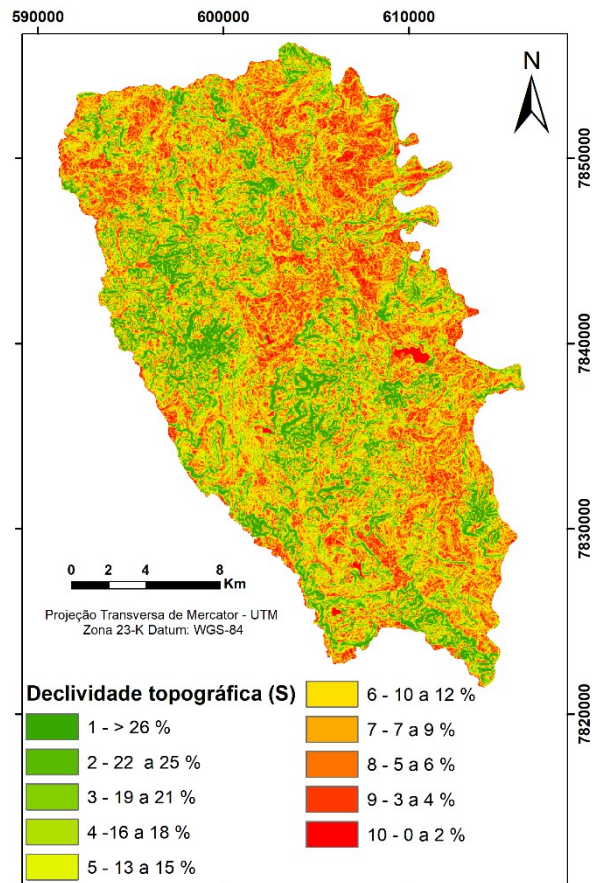 590000 600000 610000
N
7850000
7840000
7830000
7820000
0 2 4 8
Km
Projeção Transversa de Mercator - UTM
Zona 23-K Datum: WGS-84
Declividade topográfica (S)
1 - > 26 %
2 - 22 a 25 %
3 - 19 a 21 %
4 -16 a 18 %
5 - 13 a 15 %
6 - 10 a 12 %
7 - 7 a 9 %
8 - 5 a 6 %
9 - 3 a 4 %
10 - 0 a 2 %